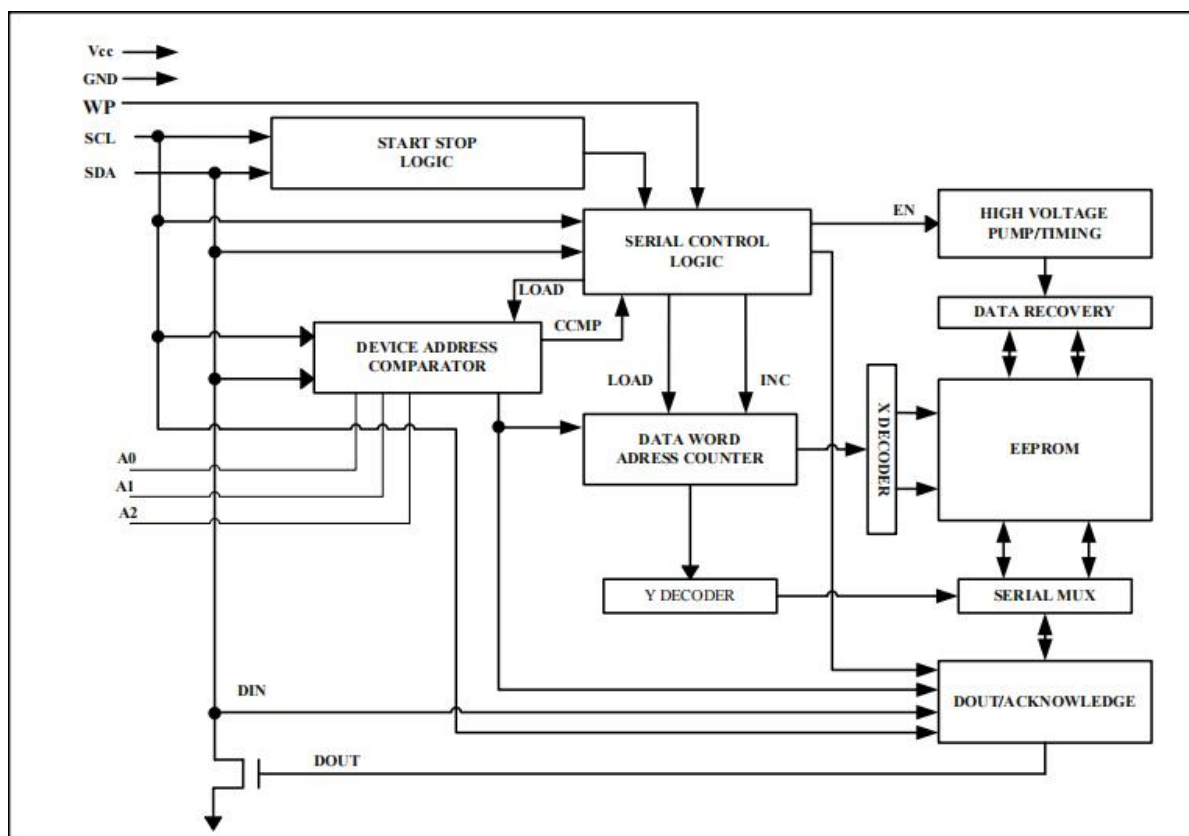 Vcc
GND
WP
SCL
SDA
START STOP
LOGIC
SERIAL CONTROL
LOGIC
EN
HIGH VOLTAGE
PUMP/TIMING
LOAD
CCMP
DATA RECOVERY
DEVICE ADDRESS
COMPARATOR
LOAD
INC
X DECODER
EEPROM
DATA WORD
ADRESS COUNTER
A0
A1
A2
Y DECODER
SERIAL MUX
DIN
DOUT/ACKNOWLEDGE
DOUT